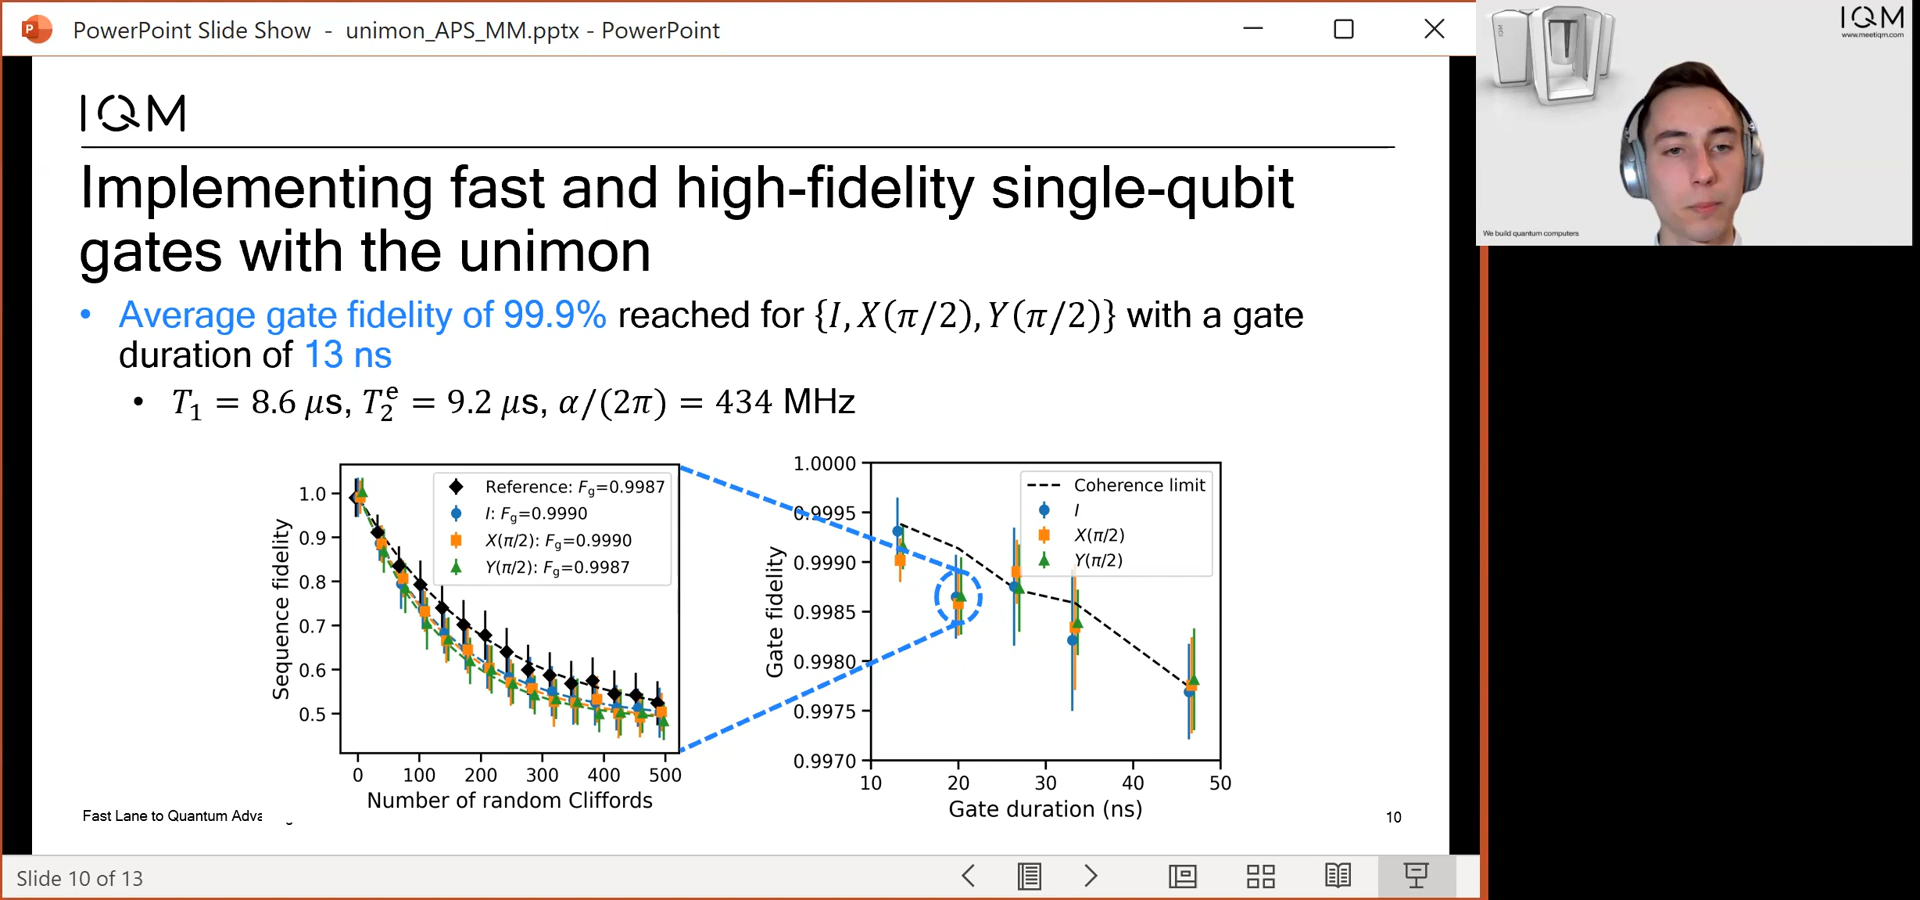 PowerPoint Slide Show - unimon_APS_MM.pptx - PowerPoint
IQM
www.meetiqm.com
We build quantum computers
IQM
Implementing fast and high-fidelity single-qubit
gates with the unimon
• Average gate fidelity of 99.9% reached for {I, X(π/2), Y(π/2)} with a gate
duration of 13 ns
• T₁ = 8.6 μs, T₂ᵉ = 9.2 μs, α/(2π) = 434 MHz
Sequence fidelity
1.0
0.9
0.8
0.7
0.6
0.5
Reference: Fg=0.9987
I: Fg=0.9990
X(π/2): Fg=0.9990
Y(π/2): Fg=0.9987
0 100 200 300 400 500
Number of random Cliffords
Gate fidelity
1.0000
0.9995
0.9990
0.9985
0.9980
0.9975
0.9970
Coherence limit
I
X(π/2)
Y(π/2)
10 20 30 40 50
Gate duration (ns)
Fast Lane to Quantum
10
Slide 10 of 13